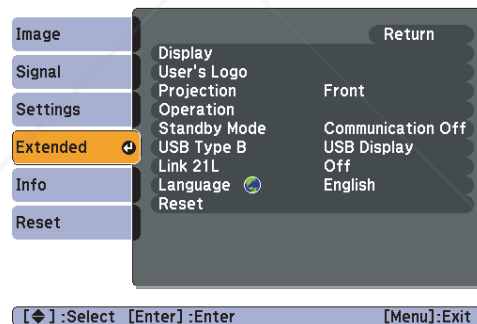 Image
Signal
Settings
Extended
Info
Reset
Return
Display
User's Logo
Projection Front
Operation
Standby Mode Communication Off
USB Type B USB Display
Link 21L Off
Language English
Reset
[◆] :Select [Enter] :Enter [Menu]:Exit